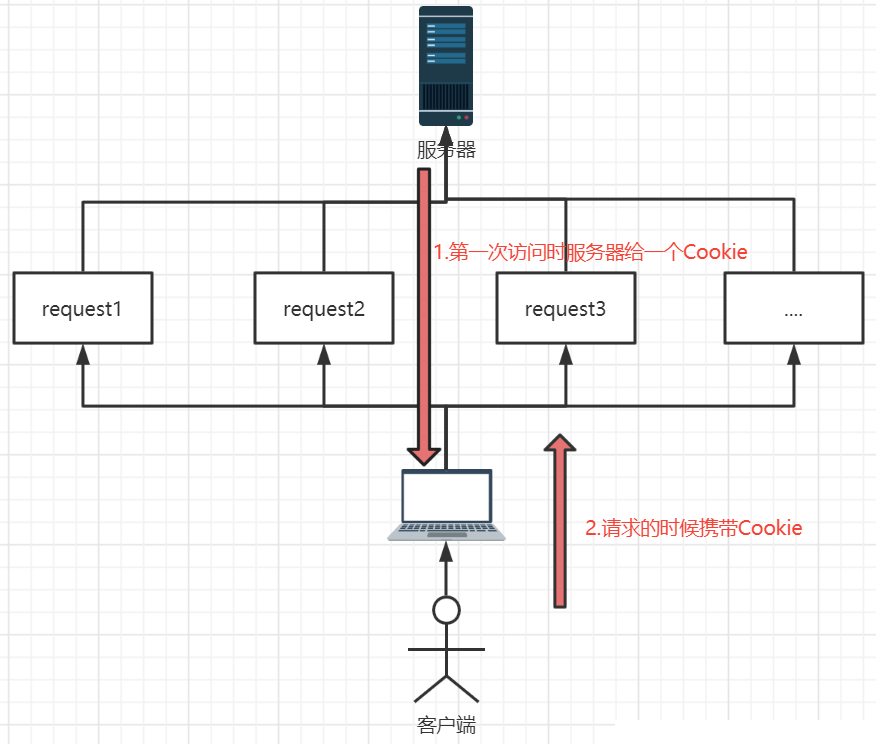 服务器
1.第一次访问时服务器给一个Cookie
request1
request2
request3
....
2.请求的时候携带Cookie
客户端